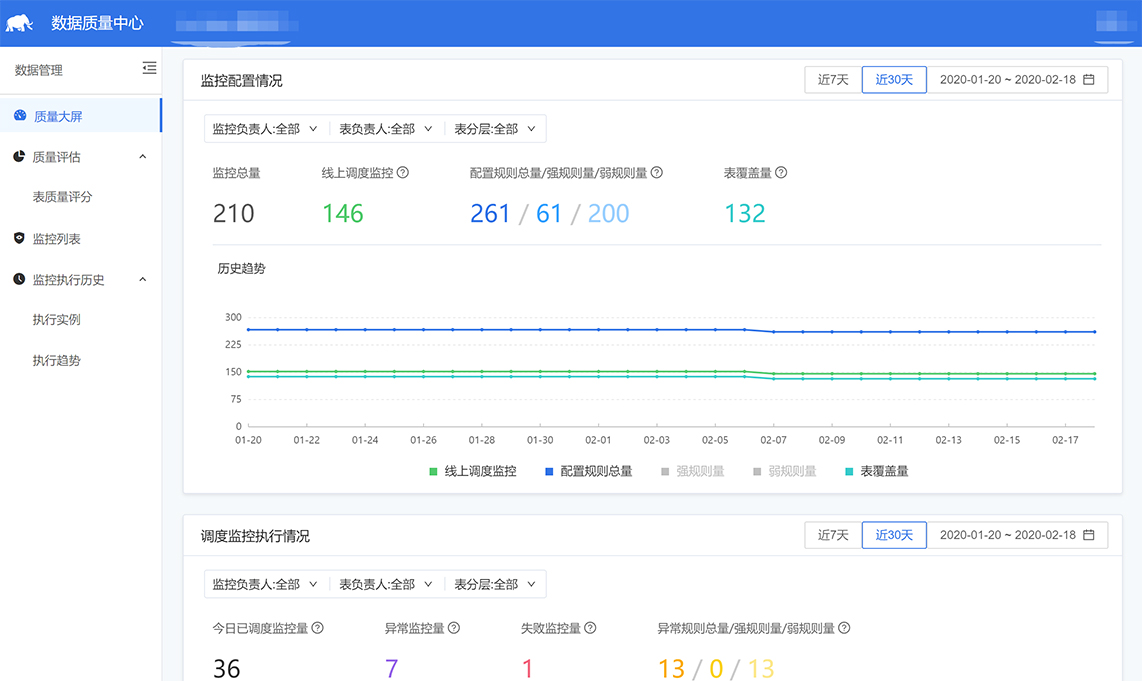 数据质量中心
数据管理
质量大屏
质量评估
表质量评分
监控列表
监控执行历史
执行实例
执行趋势
监控配置情况
近7天 近30天 2020-01-20 ~ 2020-02-18
监控负责人:全部 表负责人:全部 表分层:全部
监控总量 线上调度监控 配置规则总量/强规则量/弱规则量 表覆盖量
210 146 261 / 61 / 200 132
历史趋势
300
225
150
75
0
01-20 01-22 01-24 01-26 01-28 01-30 02-01 02-03 02-05 02-07 02-09 02-11 02-13 02-15 02-17
线上调度监控 配置规则总量 强规则量 弱规则量 表覆盖量
调度监控执行情况
近7天 近30天 2020-01-20 ~ 2020-02-18
监控负责人:全部 表负责人:全部 表分层:全部
今日已调度监控量 异常监控量 失败监控量 异常规则总量/强规则量/弱规则量
36 7 1 13 / 0 / 13